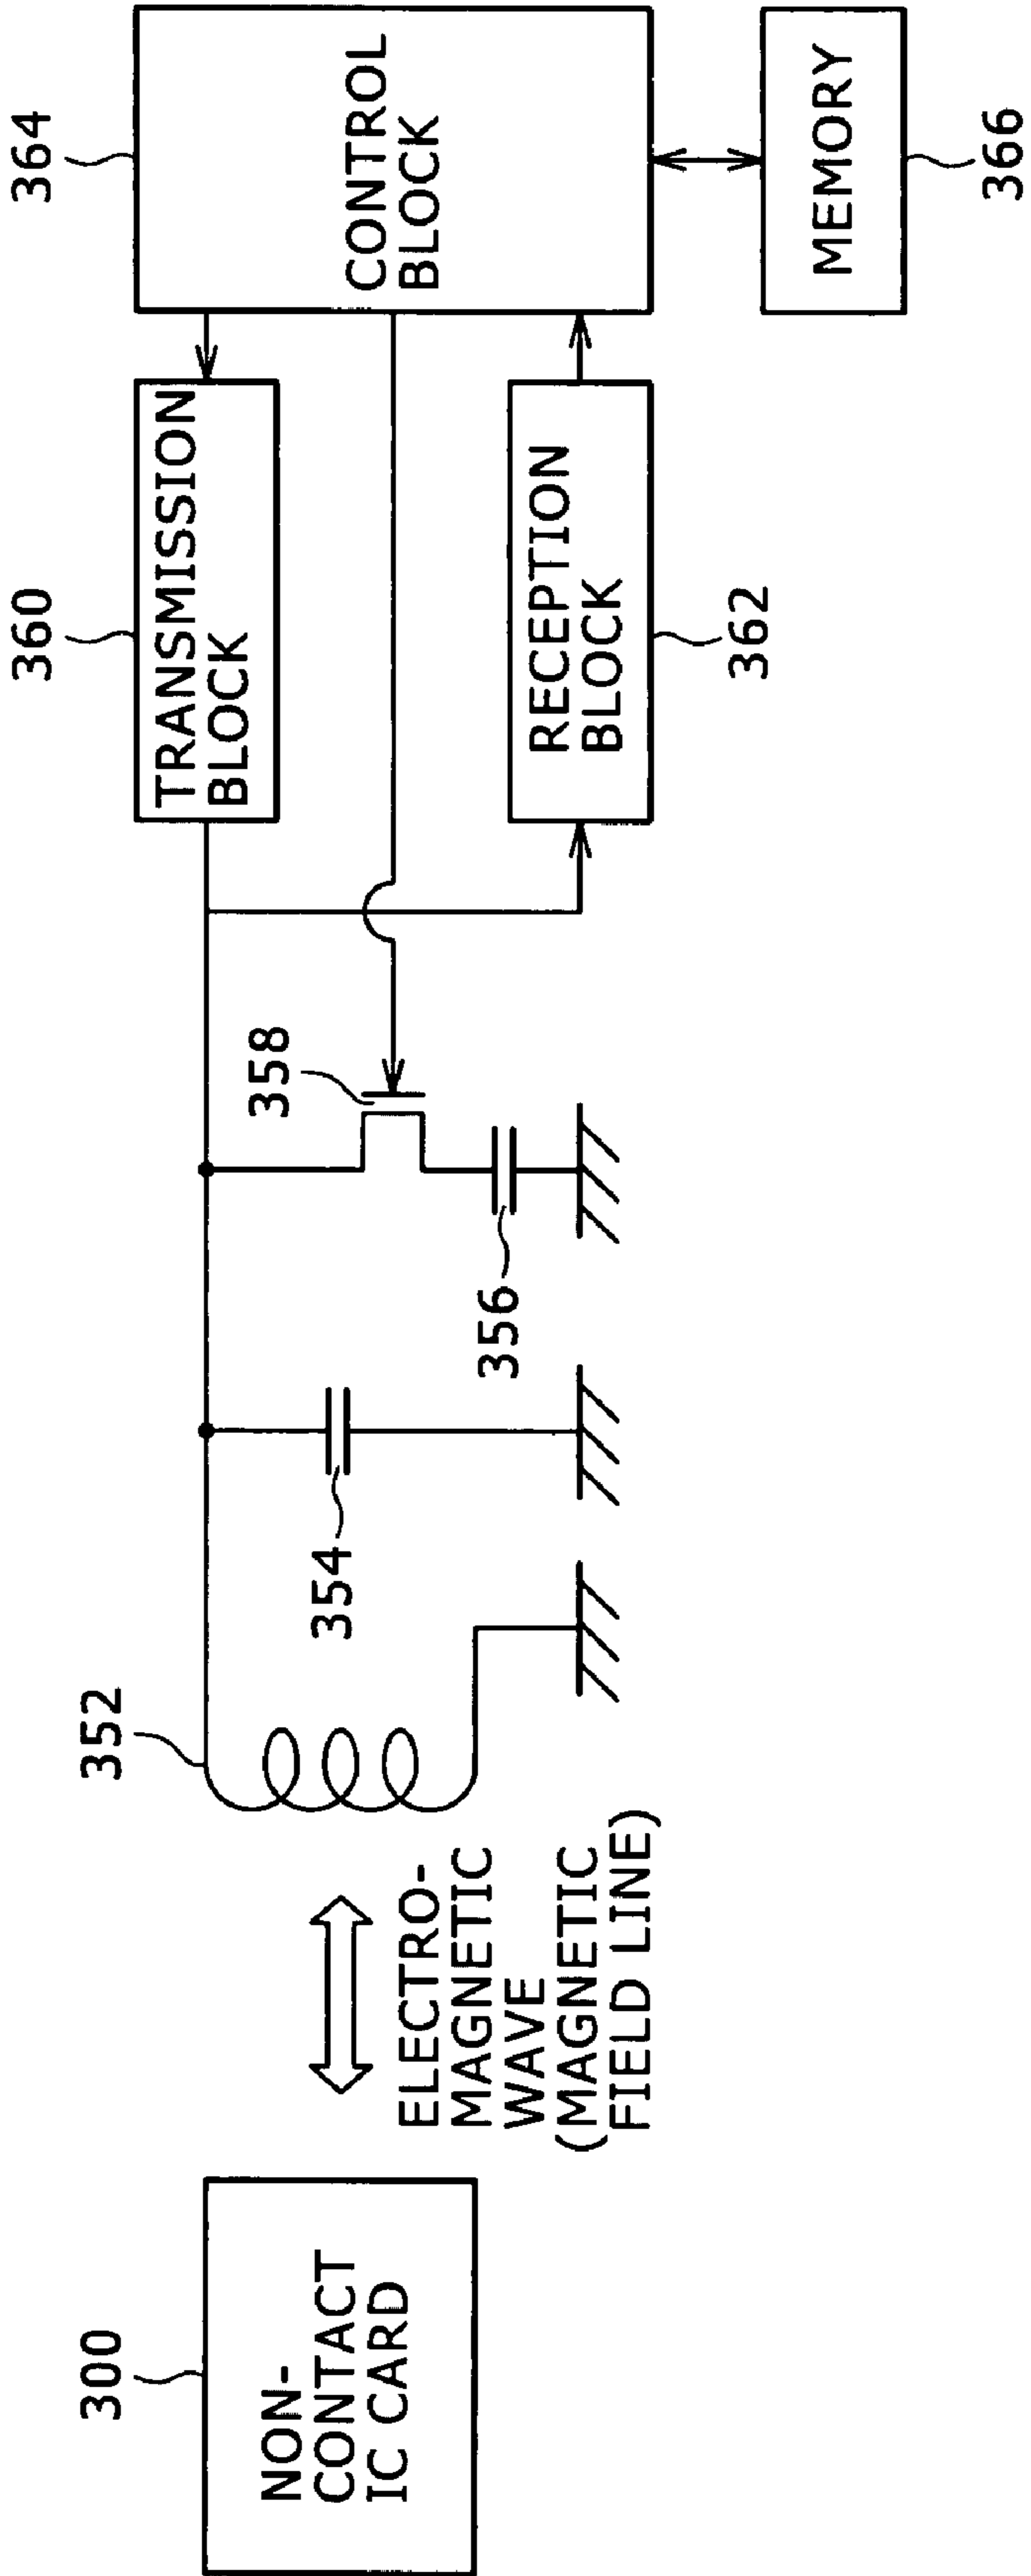 300
NON-
CONTACT
IC CARD
ELECTRO-
MAGNETIC
WAVE
(MAGNETIC
FIELD LINE)
352
354
356
358
360
TRANSMISSION
BLOCK
RECEPTION
BLOCK
362
364
CONTROL
BLOCK
MEMORY
366